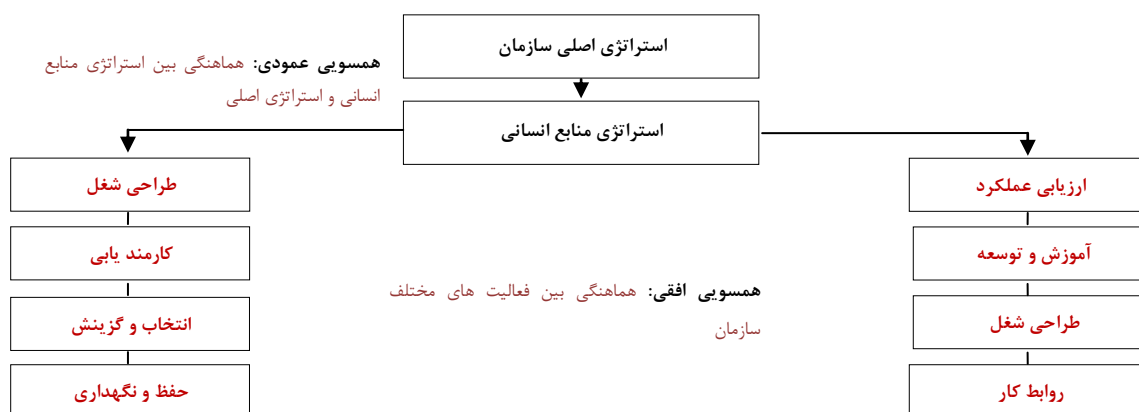 استراتژی اصلی سازمان
همسویی عمودی: هماهنگی بین استراتژی منابع
انسانی و استراتژی اصلی
استراتژی منابع انسانی
ارزیابی عملکرد
آموزش و توسعه
طراحی شغل
روابط کار
همسویی افقی: هماهنگی بین فعالیت های مختلف
سازمان
طراحی شغل
کارمند یابی
انتخاب و گزینش
حفظ و نگهداری